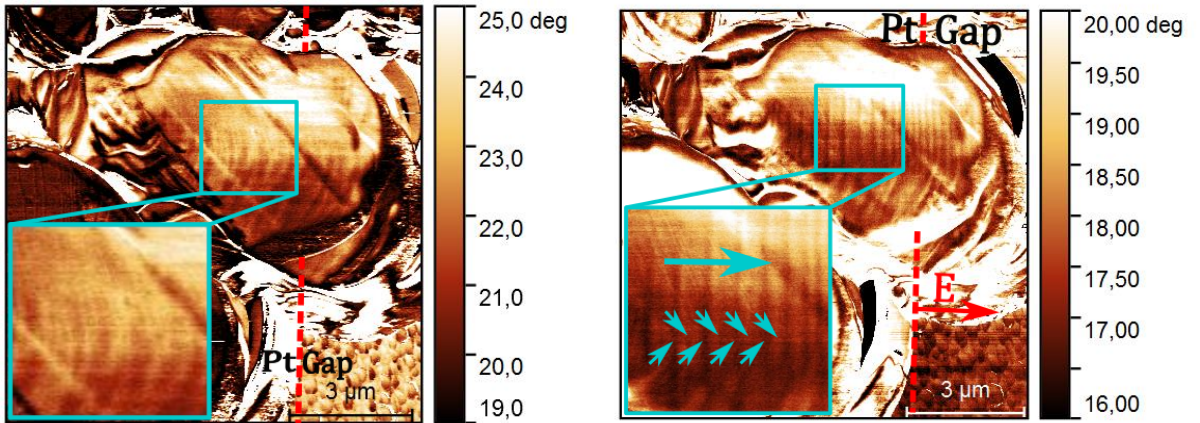 25,0 deg
24,0
23,0
22,0
21,0
20,0
19,0
Pt Gap
3 µm
Pt Gap
20,00 deg
19,50
19,00
18,50
18,00
17,50
17,00
16,00
E
3 µm